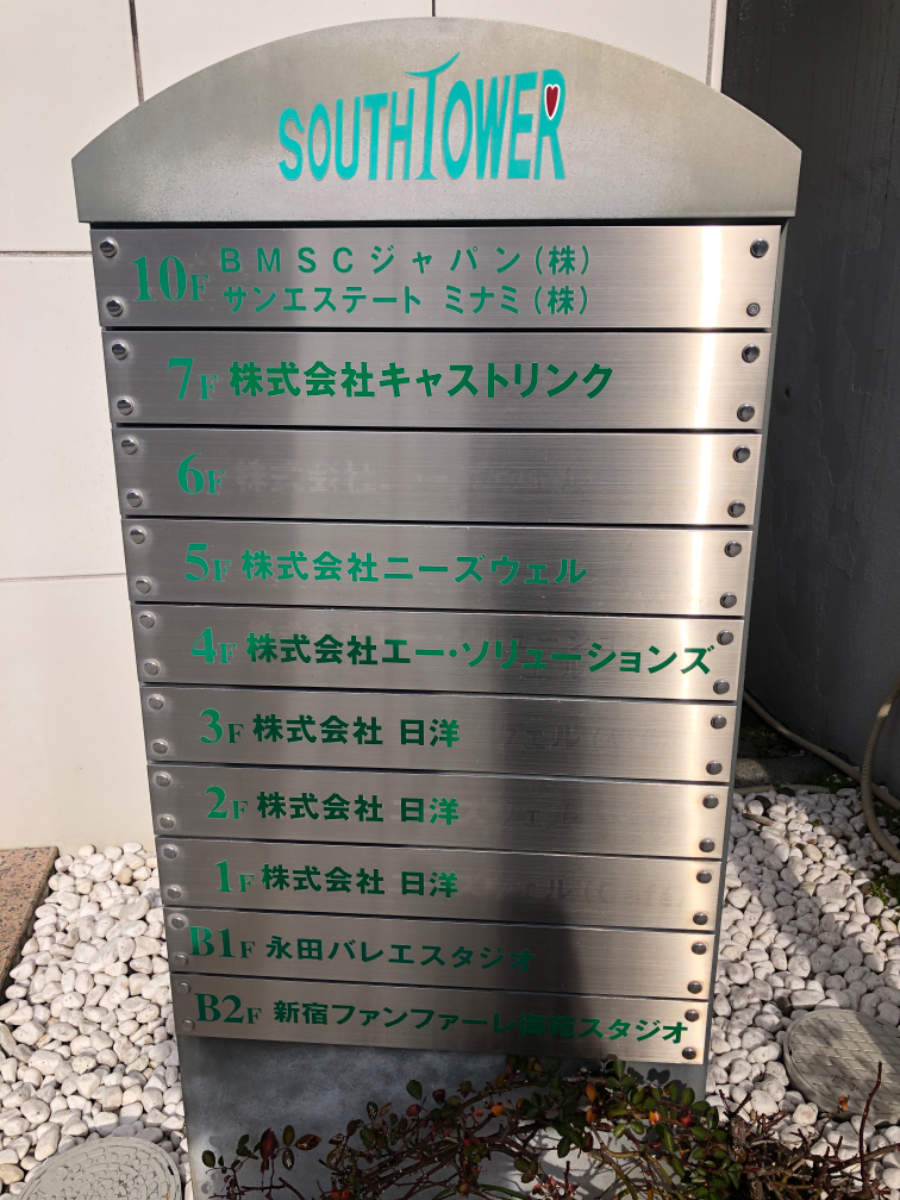 SOUTHTOWER
10F BMSCジャパン(株)
サンエステート ミナミ(株)
7F 株式会社キャストリンク
6F
5F 株式会社ニーズウェル
4F 株式会社エー・ソリューションズ
3F 株式会社 日洋
2F 株式会社 日洋
1F 株式会社 日洋
B1F 永田バレエスタジオ
B2F 新宿ファンファーレ御苑スタジオ